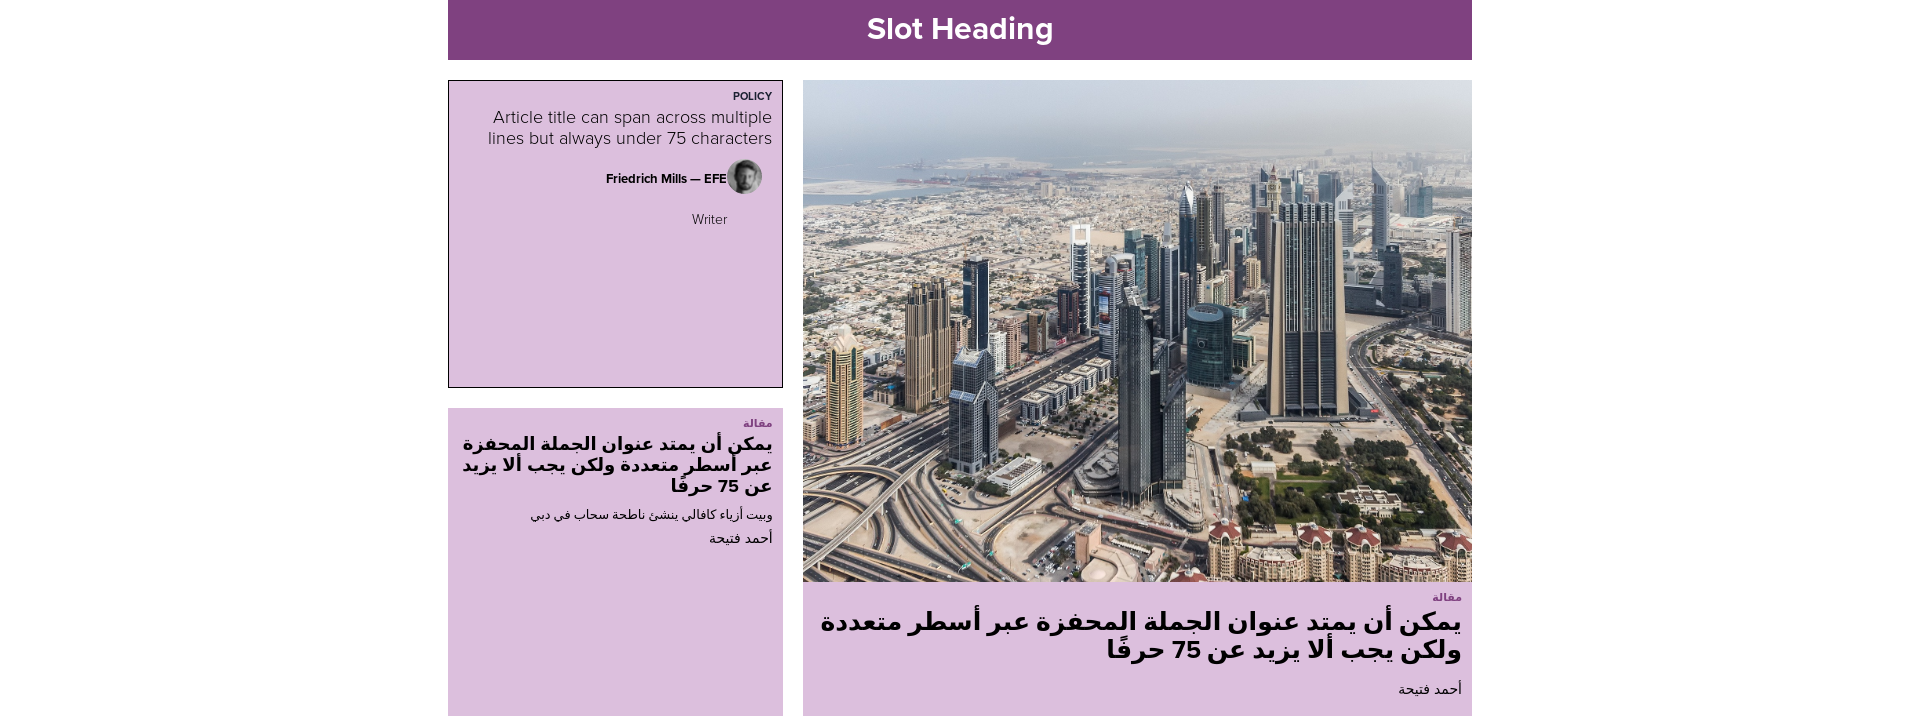 Slot Heading
POLICY
Article title can span across multiple
lines but always under 75 characters
Friedrich Mills — EFE
Writer
مقالة
يمكن أن يمتد عنوان الجملة المحفزة
عبر أسطر متعددة ولكن يجب ألا يزيد
عن 75 حرفًا
وبيت أزياء كافالي ينشئ ناطحة سحاب في دبي
أحمد فتيحة
مقالة
يمكن أن يمتد عنوان الجملة المحفزة عبر أسطر متعددة
ولكن يجب ألا يزيد عن 75 حرفًا
أحمد فتيحة